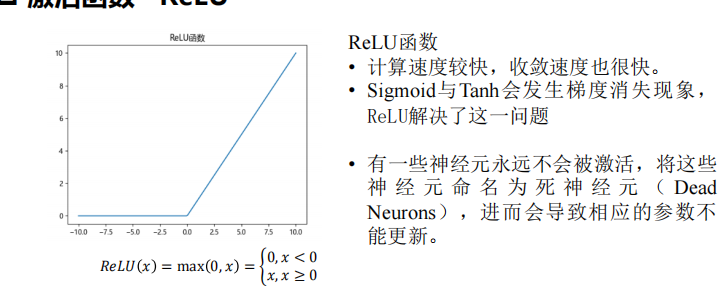 激活函数 ReLU
ReLU函数
10
8
6
4
2
0
-10.0 -7.5 -5.0 -2.5 0.0 2.5 5.0 7.5 10.0
ReLU(x) = max(0, x) = {0, x < 0
x, x ≥ 0
ReLU函数
• 计算速度较快，收敛速度也很快。
• Sigmoid与Tanh会发生梯度消失现象，
ReLU解决了这一问题
• 有一些神经元永远不会被激活，将这些
神经元命名为死神经元（Dead
Neurons），进而会导致相应的参数不
能更新。